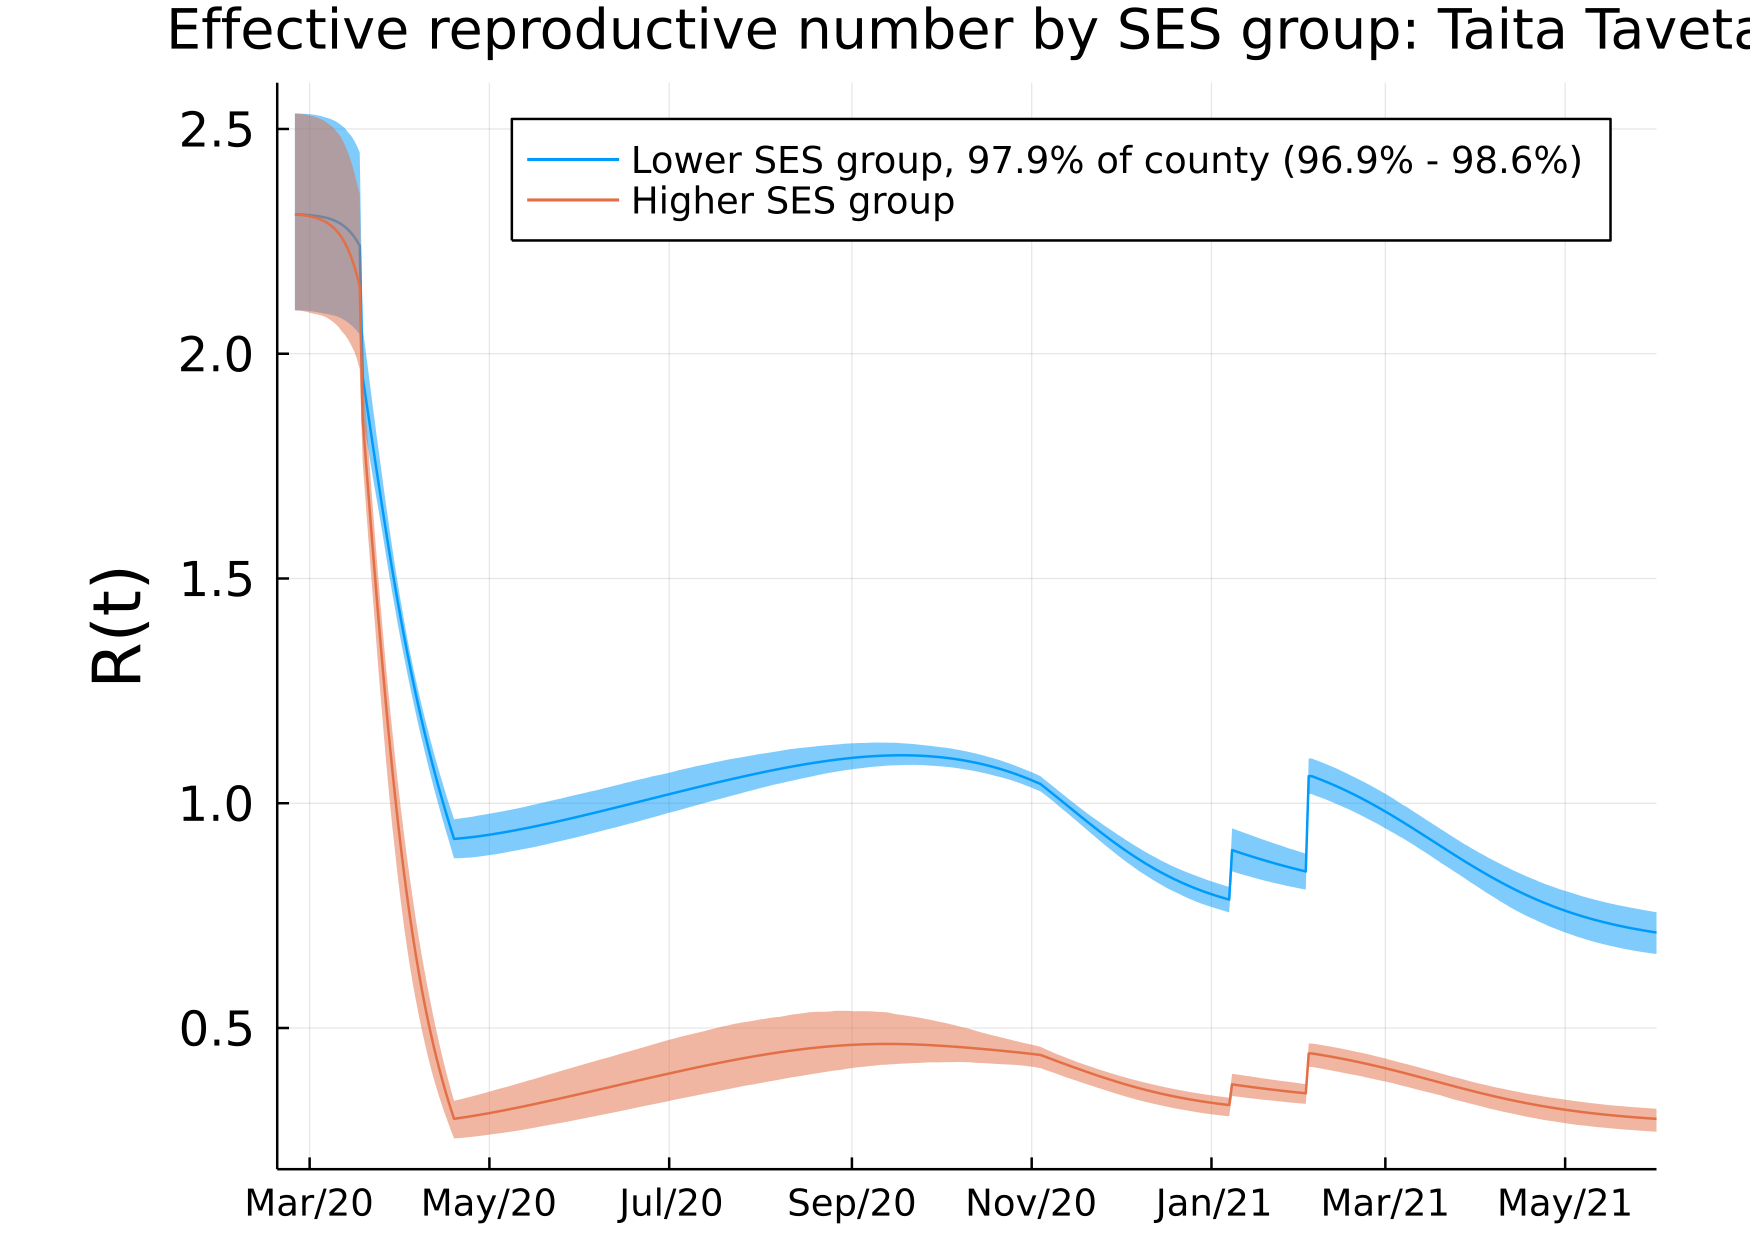 Effective reproductive number by SES group: Taita Taveta
Lower SES group, 97.9% of county (96.9% - 98.6%)
Higher SES group
R(t)
2.5
2.0
1.5
1.0
0.5
Mar/20 May/20 Jul/20 Sep/20 Nov/20 Jan/21 Mar/21 May/21